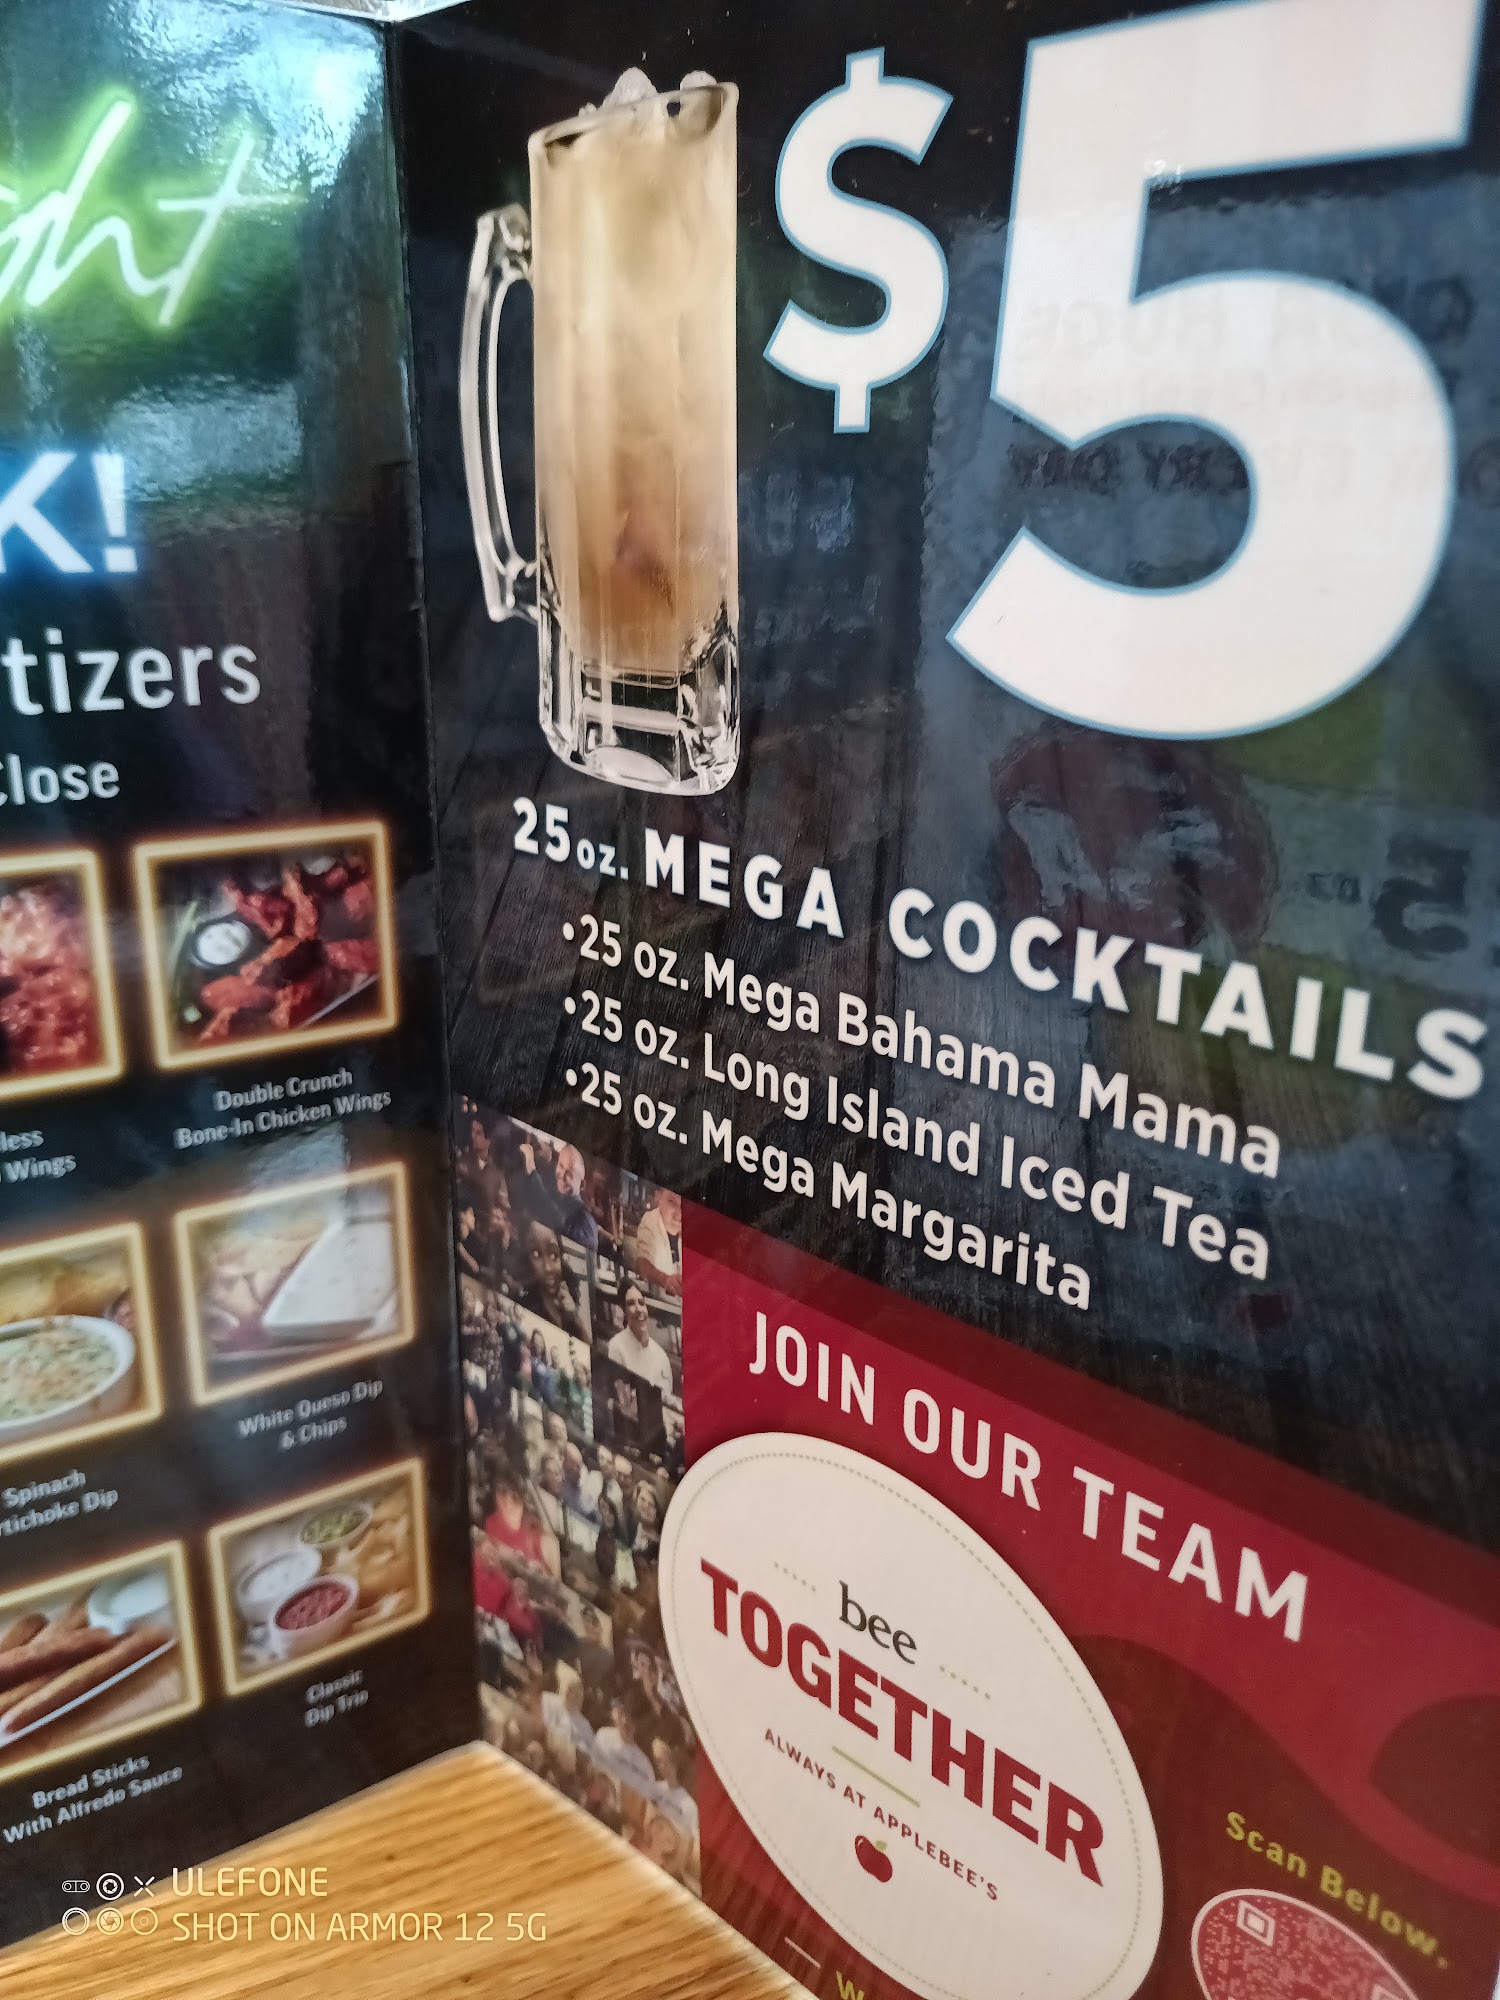 K!
Close
Double Crunch
Bone-In Chicken Wings
Wings
White Queso Dip
& Chips
Spinach
Dip
Classic
Dip Trio
Bread Sticks
With Alfredo Sauce
$5
25oz. MEGA COCKTAILS
•25 oz. Mega Bahama Mama
•25 oz. Long Island Iced Tea
•25 oz. Mega Margarita
JOIN OUR TEAM
bee
TOGETHER
ALWAYS AT APPLEBEE'S
Scan Below.
ULEFONE
SHOT ON ARMOR 12 5G